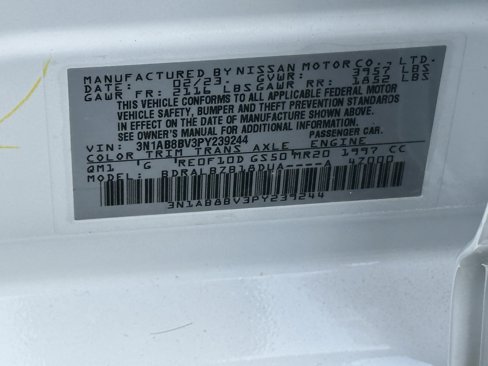 MANUFACTURED BY NISSAN MOTOR CO., LTD.
DATE: 02/23 GVWR: 3957 LBS
GAWR FR: 2116 LBS GAWR RR: 1852 LBS
THIS VEHICLE CONFORMS TO ALL APPLICABLE FEDERAL MOTOR
VEHICLE SAFETY, BUMPER, AND THEFT PREVENTION STANDARDS
IN EFFECT ON THE DATE OF MANUFACTURE SHOWN ABOVE.
SEE OWNER'S MANUAL FOR ADDITIONAL INFORMATION
PASSENGER CAR
VIN: 3N1AB8BV3PY239244
COLOR TRIM TRANS AXLE ENGINE
QM1 G RE0F10D GS50 MR20 1997 CC
BDRALB7B18DUA----A 47000
3N1AB8BV3PY239244